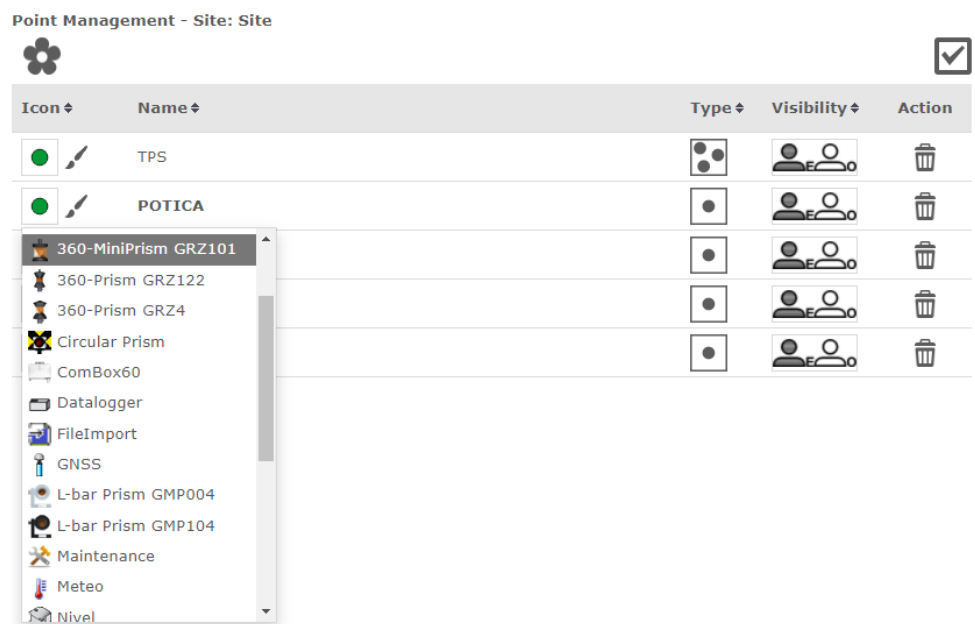 Point Management - Site: Site
Icon Name Type Visibility Action
TPS E O
POTICA E O
360-MiniPrism GRZ101 E O
360-Prism GRZ122
360-Prism GRZ4 E O
Circular Prism E O
ComBox60
Datalogger
FileImport
GNSS
L-bar Prism GMP004
L-bar Prism GMP104
Maintenance
Meteo
Nivel